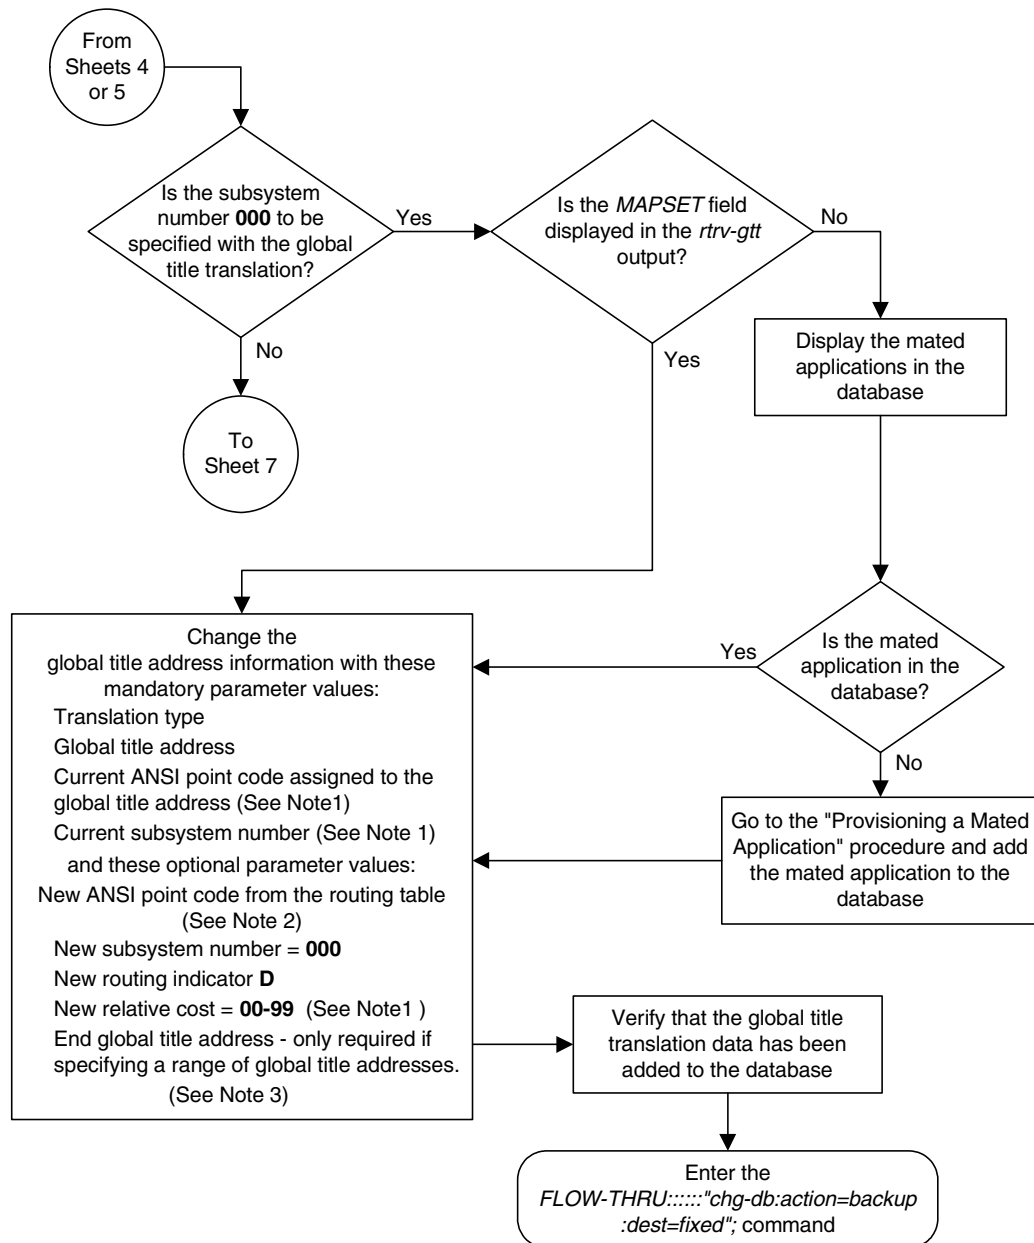 From
Sheets 4
or 5
Is the subsystem
number 000 to be
specified with the global
title translation?
Yes
No
To
Sheet 7
Is the MAPSET field
displayed in the rtrv-gtt
output?
No
Yes
Display the mated
applications in the
database
Is the mated
application in the
database?
Yes
No
Go to the "Provisioning a Mated
Application" procedure and add
the mated application to the
database
Change the
global title address information with these
mandatory parameter values:
Translation type
Global title address
Current ANSI point code assigned to the
global title address (See Note1)
Current subsystem number (See Note 1)
and these optional parameter values:
New ANSI point code from the routing table
(See Note 2)
New subsystem number = 000
New routing indicator D
New relative cost = 00-99 (See Note1 )
End global title address - only required if
specifying a range of global title addresses.
(See Note 3)
Verify that the global title
translation data has been
added to the database
Enter the
FLOW-THRU::::::"chg-db:action=backup
:dest=fixed"; command